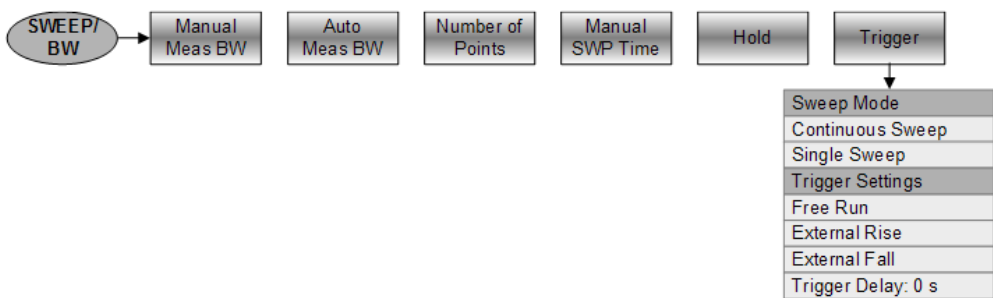 SWEEP/
BW
Manual
Meas BW
Auto
Meas BW
Number of
Points
Manual
SWP Time
Hold
Trigger
Sweep Mode
Continuous Sweep
Single Sweep
Trigger Settings
Free Run
External Rise
External Fall
Trigger Delay: 0 s